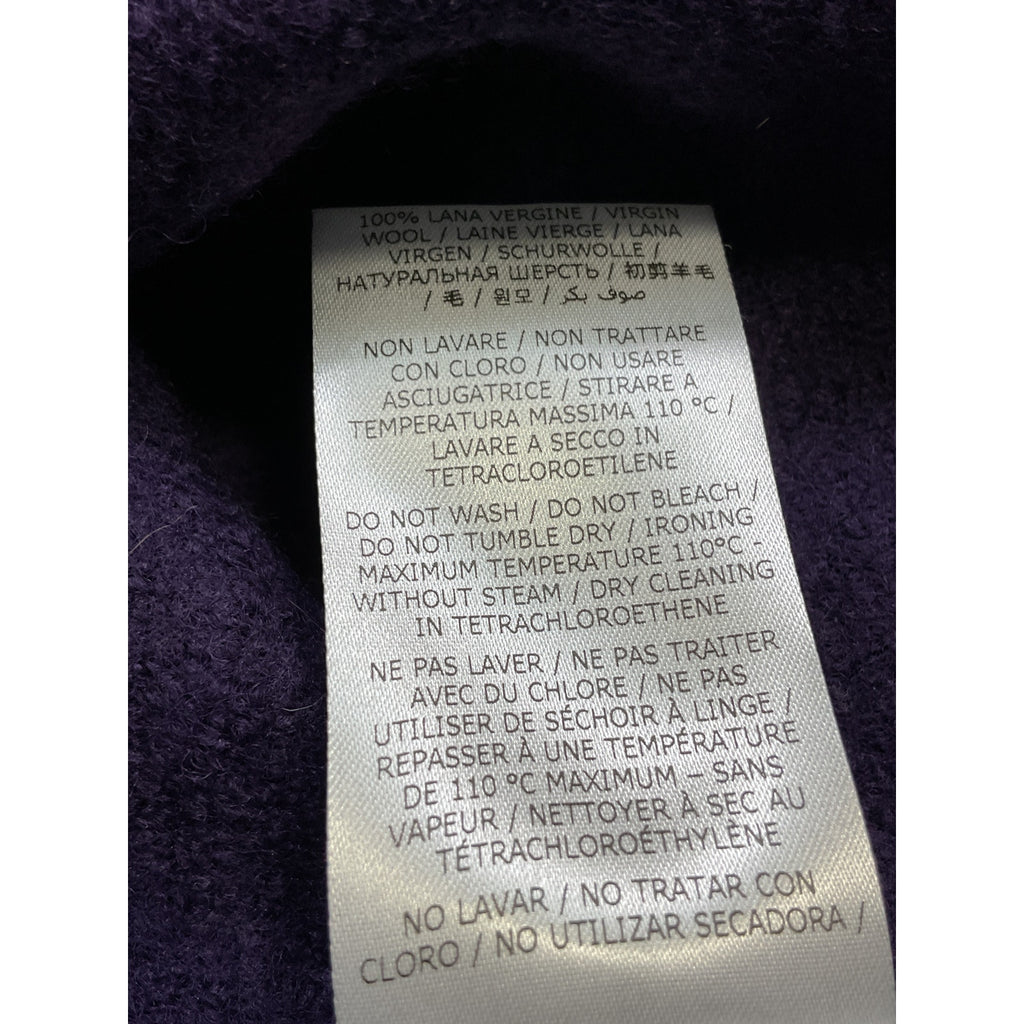 100% LANA VERGINE / VIRGIN
WOOL / LAINE VIERGE / LANA
VIRGEN / SCHURWOLLE /
НАТУРАЛЬНАЯ ШЕРСТЬ / 初剪羊毛
/ 毛 / 원모 / صوف بكر
NON LAVARE / NON TRATTARE
CON CLORO / NON USARE
ASCIUGATRICE / STIRARE A
TEMPERATURA MASSIMA 110 °C /
LAVARE A SECCO IN
TETRACLOROETILENE
DO NOT WASH / DO NOT BLEACH /
DO NOT TUMBLE DRY / IRONING
MAXIMUM TEMPERATURE 110°C -
WITHOUT STEAM / DRY CLEANING
IN TETRACHLOROETHENE
NE PAS LAVER / NE PAS TRAITER
AVEC DU CHLORE / NE PAS
UTILISER DE SÉCHOIR À LINGE /
REPASSER À UNE TEMPÉRATURE
DE 110 °C MAXIMUM – SANS
VAPEUR / NETTOYER À SEC AU
TÉTRACHLOROÉTHYLÈNE
NO LAVAR / NO TRATAR CON
CLORO / NO UTILIZAR SECADORA /